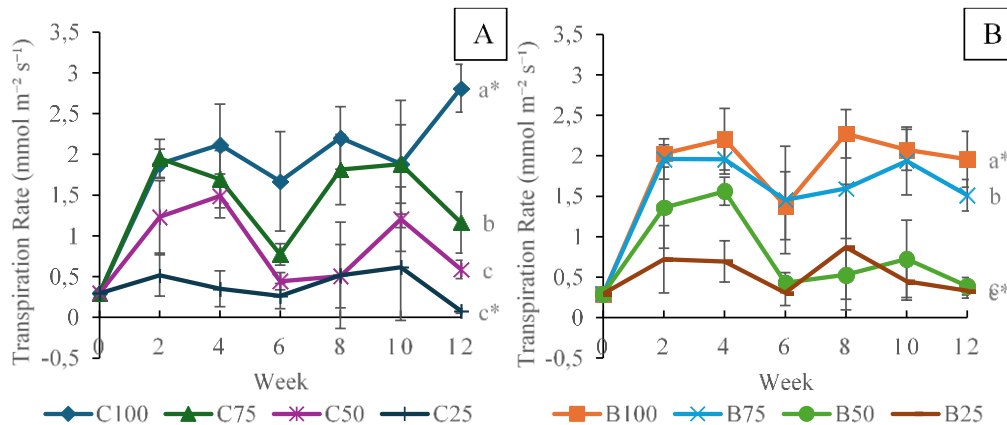 A
Transpiration Rate (mmol m⁻² s⁻¹)
3,5
3
2,5
2
1,5
1
0,5
0
-0,5
0 2 4 6 8 10 12
Week
a*
b
c
c*
C100 C75 C50 C25
B
Transpiration Rate (mmol m⁻² s⁻¹)
3,5
3
2,5
2
1,5
1
0,5
0
-0,5
0 2 4 6 8 10 12
Week
a*
b
B100 B75 B50 B25